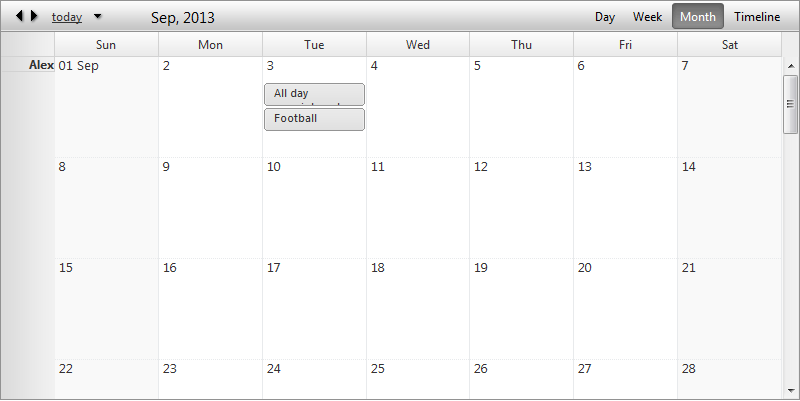 today Sep, 2013 Day Week Month Timeline
Sun Mon Tue Wed Thu Fri Sat
Alex 01 Sep 2 3 4 5 6 7
All day
Football
8 9 10 11 12 13 14
15 16 17 18 19 20 21
22 23 24 25 26 27 28